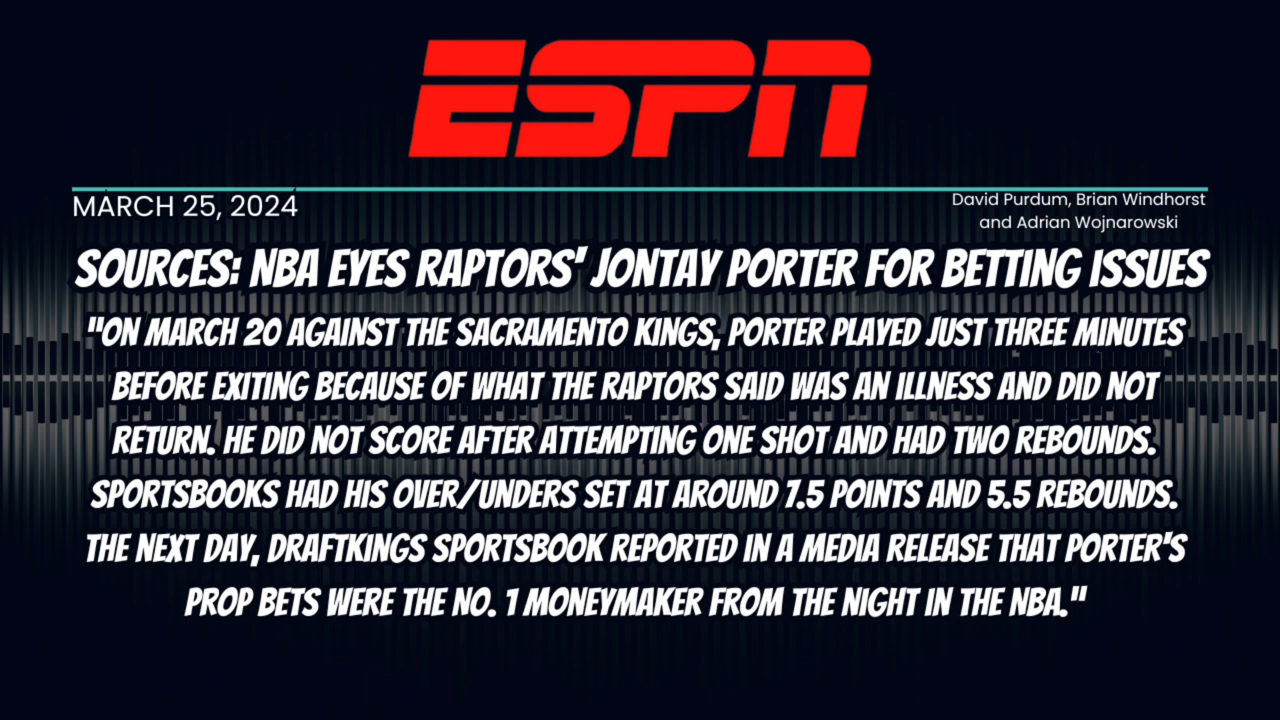 ESPN
MARCH 25, 2024
David Purdum, Brian Windhorst
and Adrian Wojnarowski
SOURCES: NBA EYES RAPTORS' JONTAY PORTER FOR BETTING ISSUES
"ON MARCH 20 AGAINST THE SACRAMENTO KINGS, PORTER PLAYED JUST THREE MINUTES
BEFORE EXITING BECAUSE OF WHAT THE RAPTORS SAID WAS AN ILLNESS AND DID NOT
RETURN. HE DID NOT SCORE AFTER ATTEMPTING ONE SHOT AND HAD TWO REBOUNDS.
SPORTSBOOKS HAD HIS OVER/UNDERS SET AT AROUND 7.5 POINTS AND 5.5 REBOUNDS.
THE NEXT DAY, DRAFTKINGS SPORTSBOOK REPORTED IN A MEDIA RELEASE THAT PORTER'S
PROP BETS WERE THE NO. 1 MONEYMAKER FROM THE NIGHT IN THE NBA."